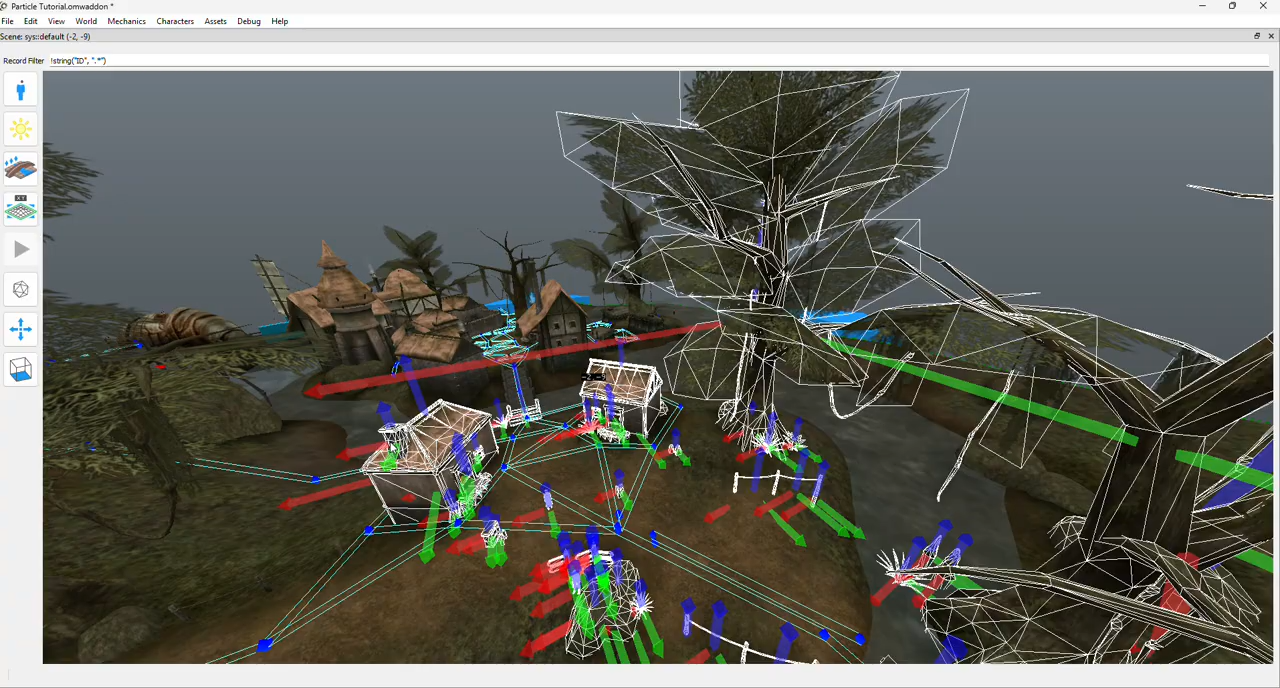 Particle Tutorial.omwaddon *
File Edit View World Mechanics Characters Assets Debug Help
Scene: sys::default (-2, -9)
Record Filter !string("ID", ".*")
X Y